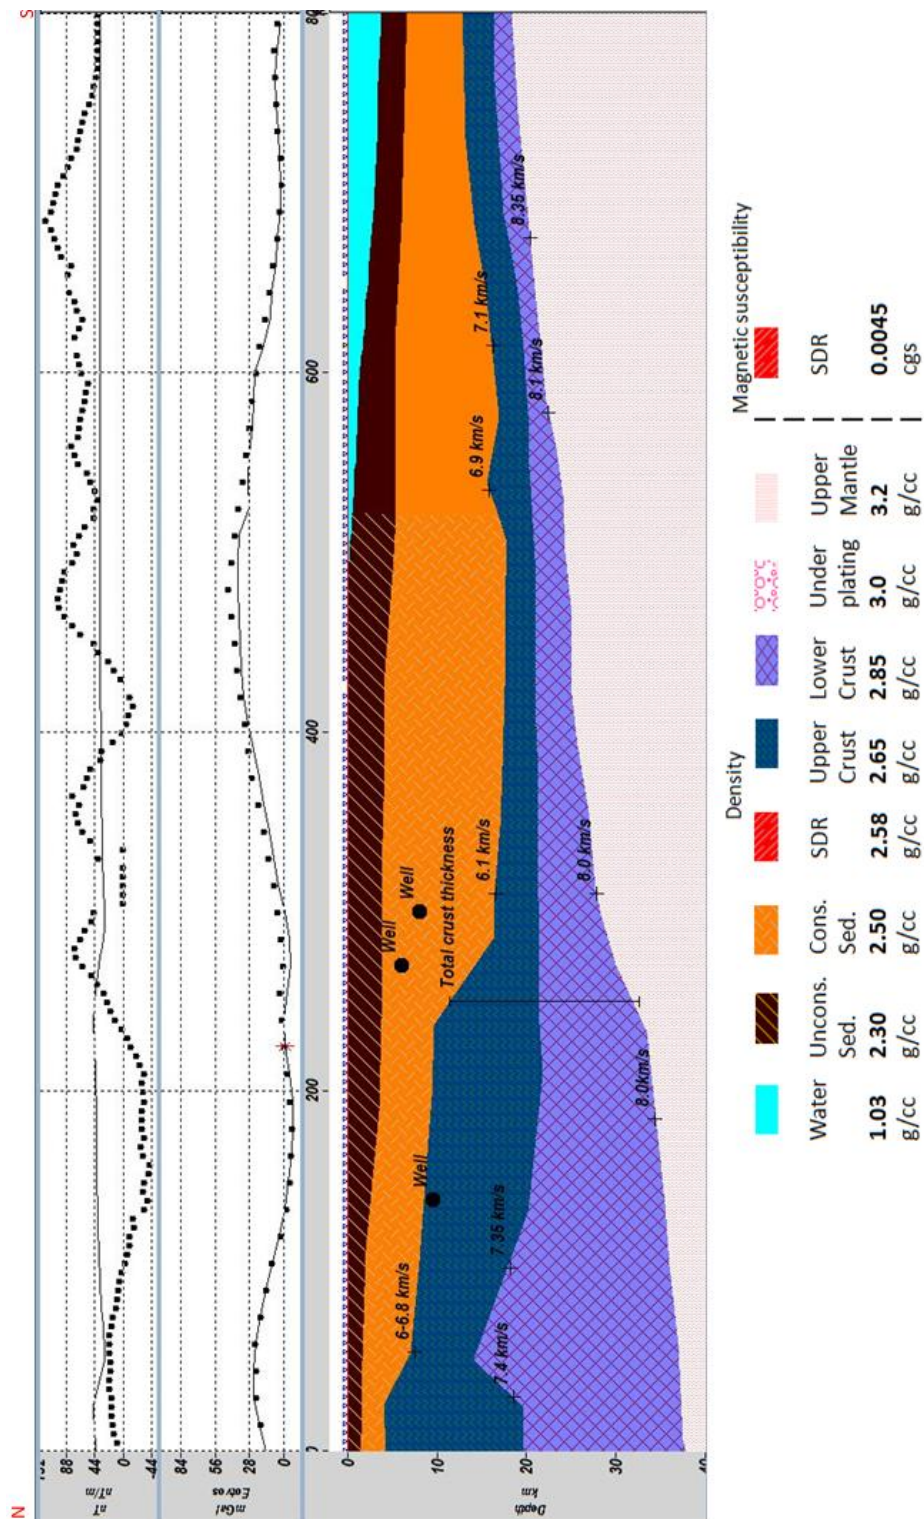 S
N
88
44
0
-44
nT
nT/m
84
56
28
0
mGal
Eotvos
200
400
600
0
10
20
30
Depth
km
6-6.8 km/s
7.4 km/s
7.35 km/s
Well
8.0km/s
Total crust thickness
Well
Well
6.1 km/s
8.0 km/s
6.9 km/s
8.1 km/s
7.1 km/s
8.35 km/s
Density
Magnetic susceptibility
Water
1.03
g/cc
Uncons.
Sed.
2.30
g/cc
Cons.
Sed.
2.50
g/cc
SDR
2.58
g/cc
Upper
Crust
2.65
g/cc
Lower
Crust
2.85
g/cc
Under
plating
3.0
g/cc
Upper
Mantle
3.2
g/cc
SDR
0.0045
cgs